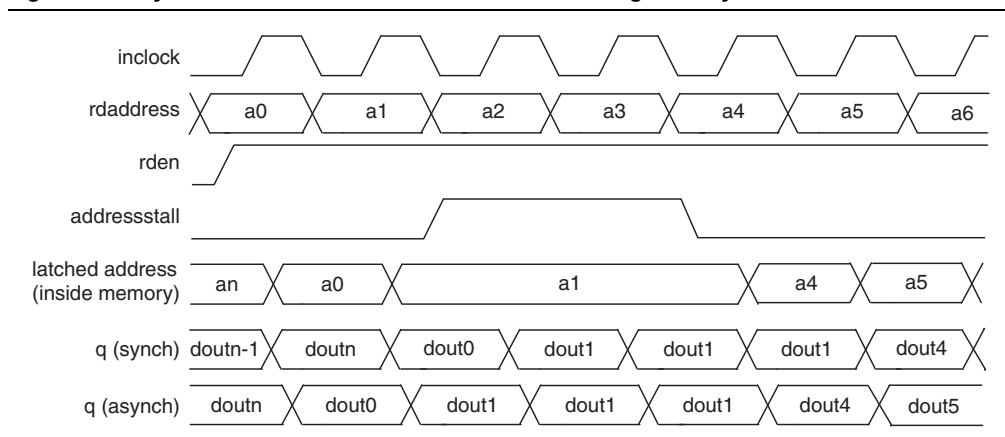 inclock
rdaddress a0 a1 a2 a3 a4 a5 a6
rden
addressstall
latched address
(inside memory) an a0 a1 a4 a5
q (synch) doutn-1 doutn dout0 dout1 dout1 dout1 dout4
q (asynch) doutn dout0 dout1 dout1 dout1 dout4 dout5